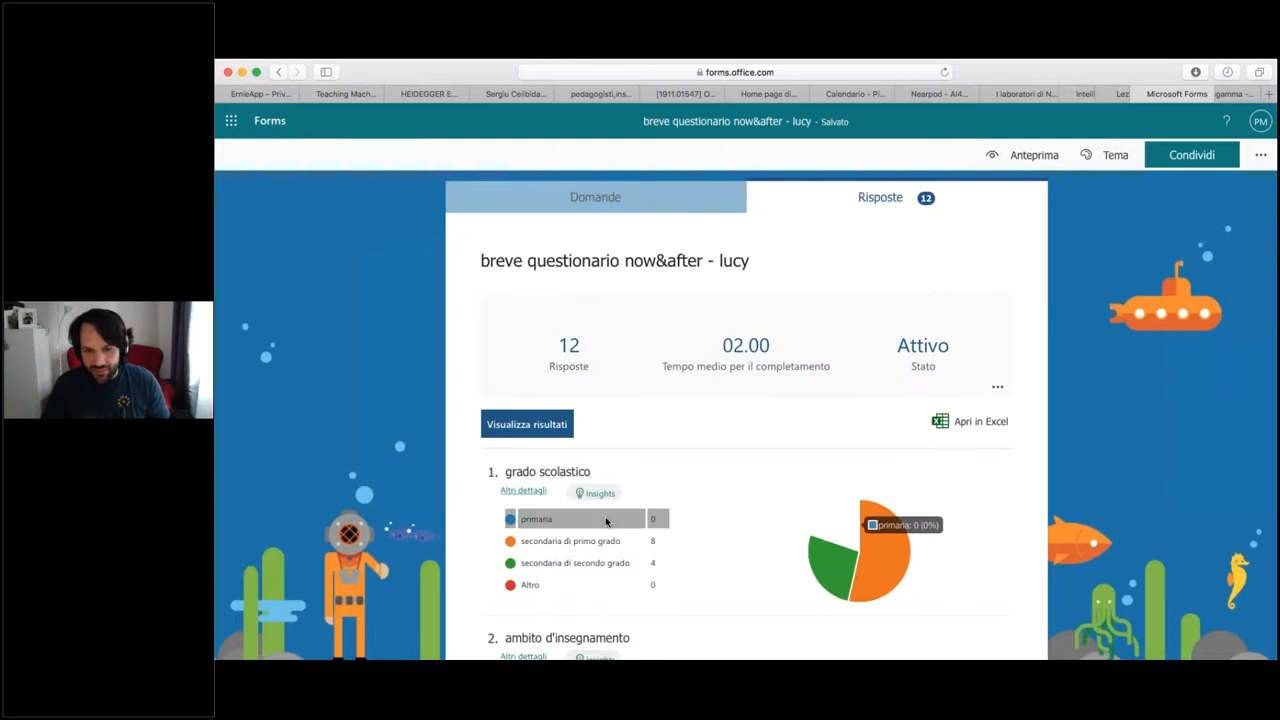 forms.office.com
ErnieApp – Priv...
Teaching Mach...
HEIDEGGER E...
Sergiu Celibida...
pedagogisti,ins...
[1911.01547] O...
Home page di...
Calendario – Pi...
Nearpod – AI4...
I laboratori di N...
Intelli
Lez
Microsoft Forms
gamma –...
Forms
breve questionario now&after - lucy - Salvato
?
PM
Anteprima
Tema
Condividi
Domande
Risposte 12
breve questionario now&after - lucy
12
Risposte
02.00
Tempo medio per il completamento
Attivo
Stato
Visualizza risultati
Apri in Excel
1. grado scolastico
Altri dettagli
Insights
primaria 0
secondaria di primo grado 8
secondaria di secondo grado 4
Altro 0
primaria: 0 (0%)
2. ambito d'insegnamento
Altri dettagli
Insights